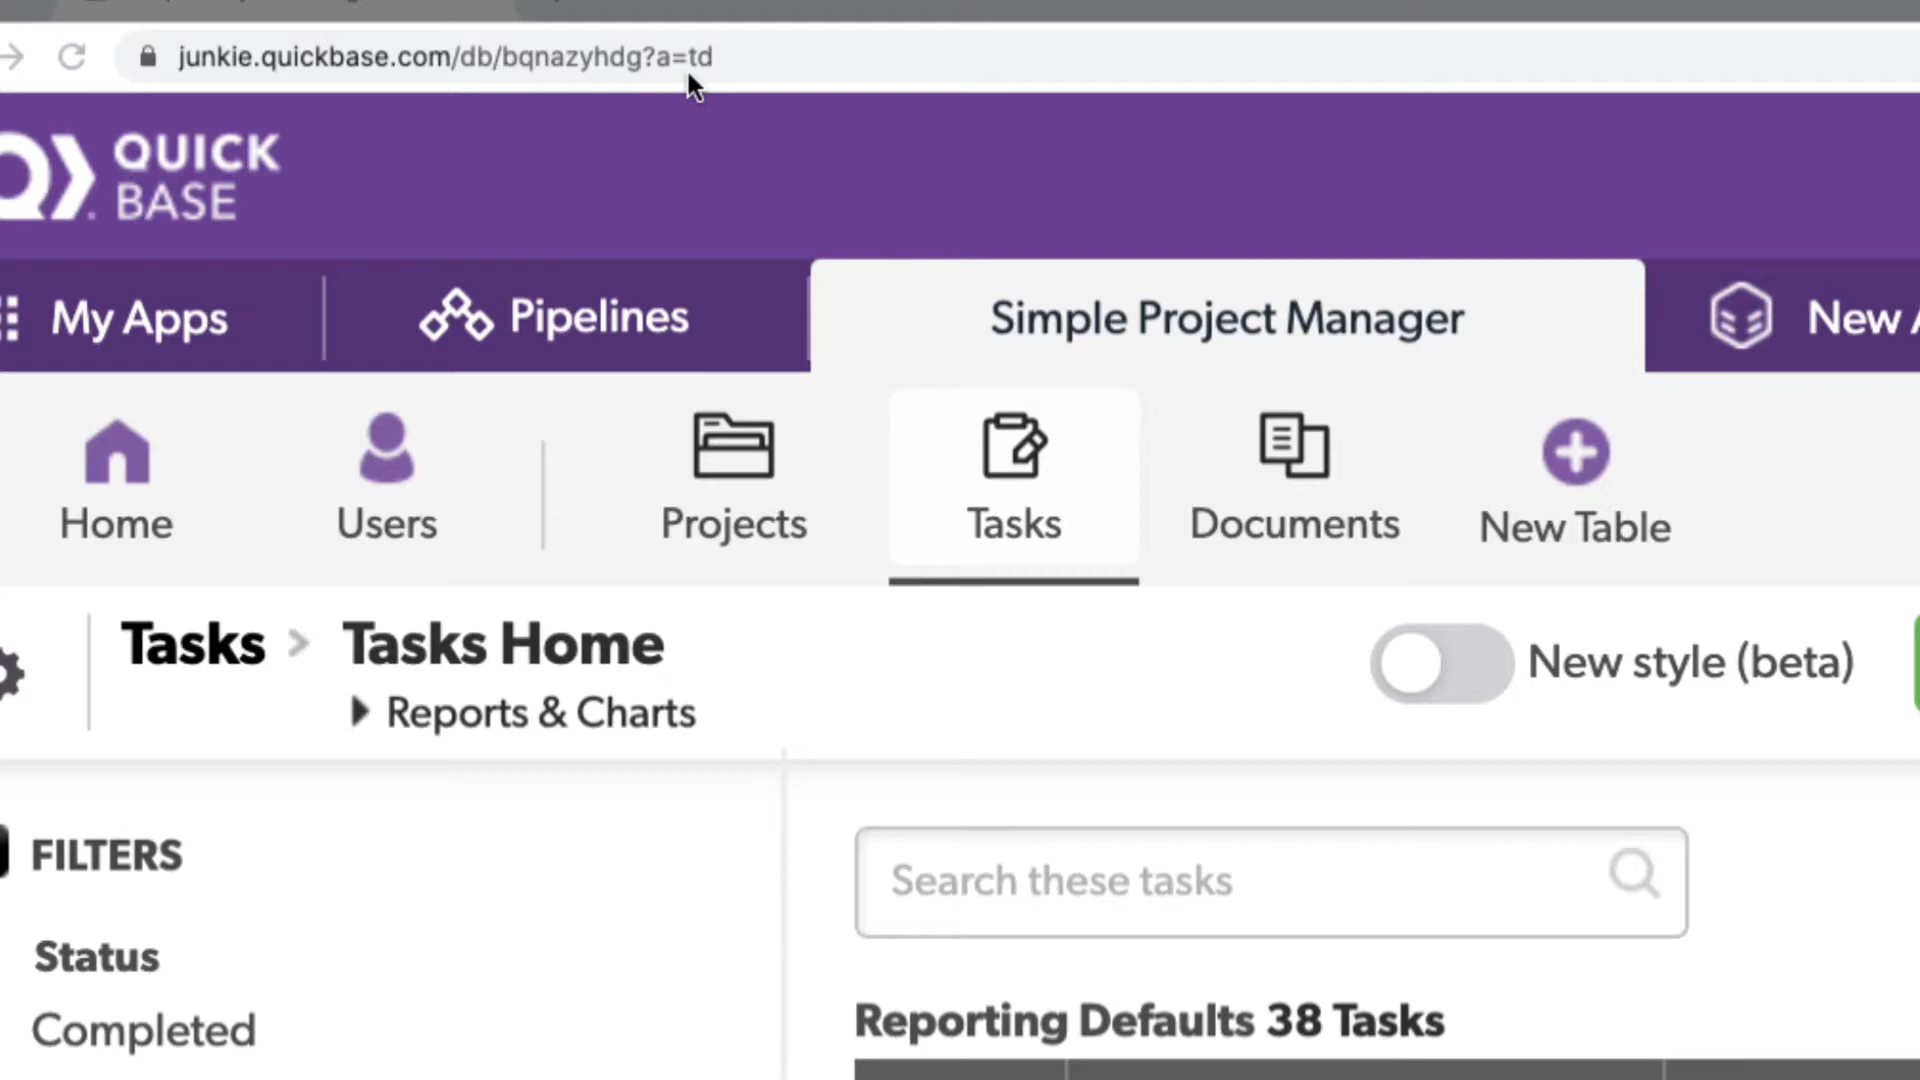 junkie.quickbase.com/db/bqnazyhdg?a=td
QUICK
BASE
My Apps
Pipelines
Simple Project Manager
New
Home
Users
Projects
Tasks
Documents
New Table
Tasks > Tasks Home
New style (beta)
Reports & Charts
FILTERS
Search these tasks
Status
Completed
Reporting Defaults 38 Tasks